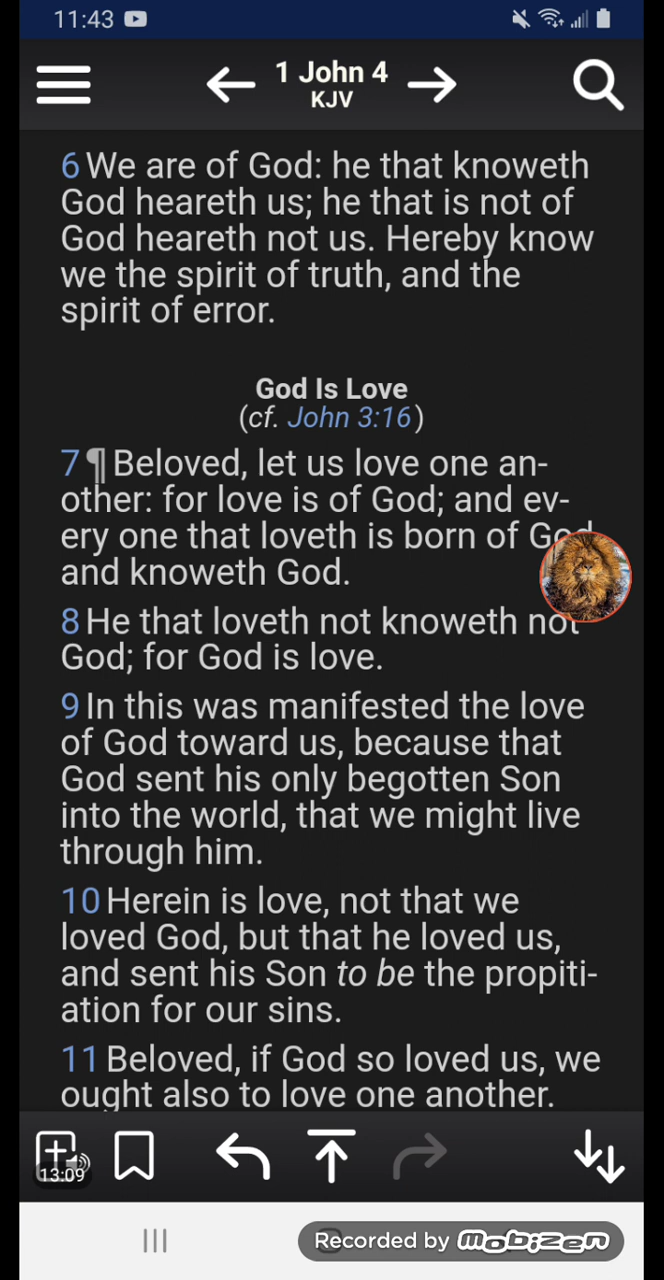 11:43
1 John 4
KJV
6 We are of God: he that knoweth
God heareth us; he that is not of
God heareth not us. Hereby know
we the spirit of truth, and the
spirit of error.
God Is Love
(cf. John 3:16)
7 ¶ Beloved, let us love one an-
other: for love is of God; and ev-
ery one that loveth is born of God
and knoweth God.
8 He that loveth not knoweth not
God; for God is love.
9 In this was manifested the love
of God toward us, because that
God sent his only begotten Son
into the world, that we might live
through him.
10 Herein is love, not that we
loved God, but that he loved us,
and sent his Son to be the propiti-
ation for our sins.
11 Beloved, if God so loved us, we
ought also to love one another.
13:09
Recorded by mobizen